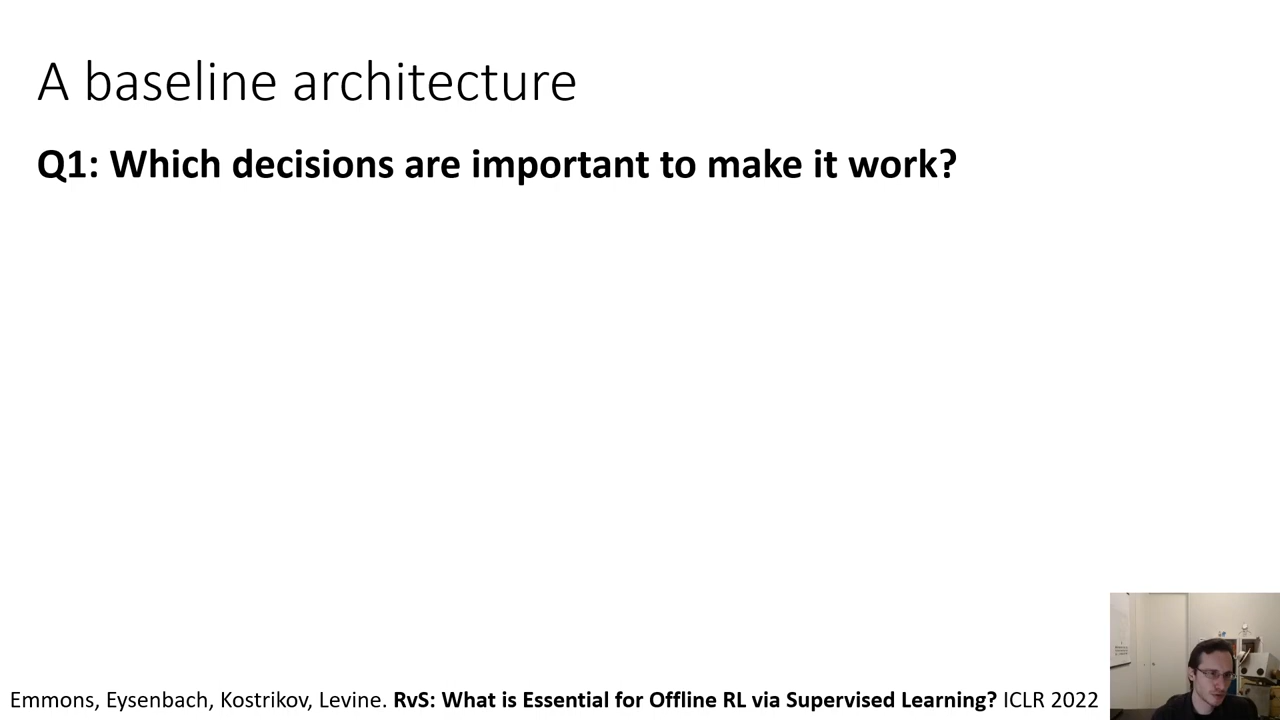 A baseline architecture
Q1: Which decisions are important to make it work?
Emmons, Eysenbach, Kostrikov, Levine. RvS: What is Essential for Offline RL via Supervised Learning? ICLR 2022